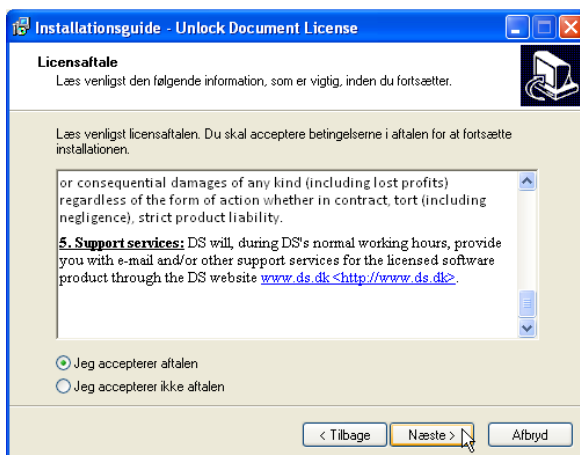 Installationsguide - Unlock Document License
Licensaftale
Læs venligst den følgende information, som er vigtig, inden du fortsætter.
Læs venligst licensaftalen. Du skal acceptere betingelserne i aftalen for at fortsætte
installationen.
or consequential damages of any kind (including lost profits)
regardless of the form of action whether in contract, tort (including
negligence), strict product liability.
5. Support services: DS will, during DS's normal working hours, provide
you with e-mail and/or other support services for the licensed software
product through the DS website www.ds.dk <http://www.ds.dk>.
Jeg accepterer aftalen
Jeg accepterer ikke aftalen
< Tilbage Næste > Afbryd